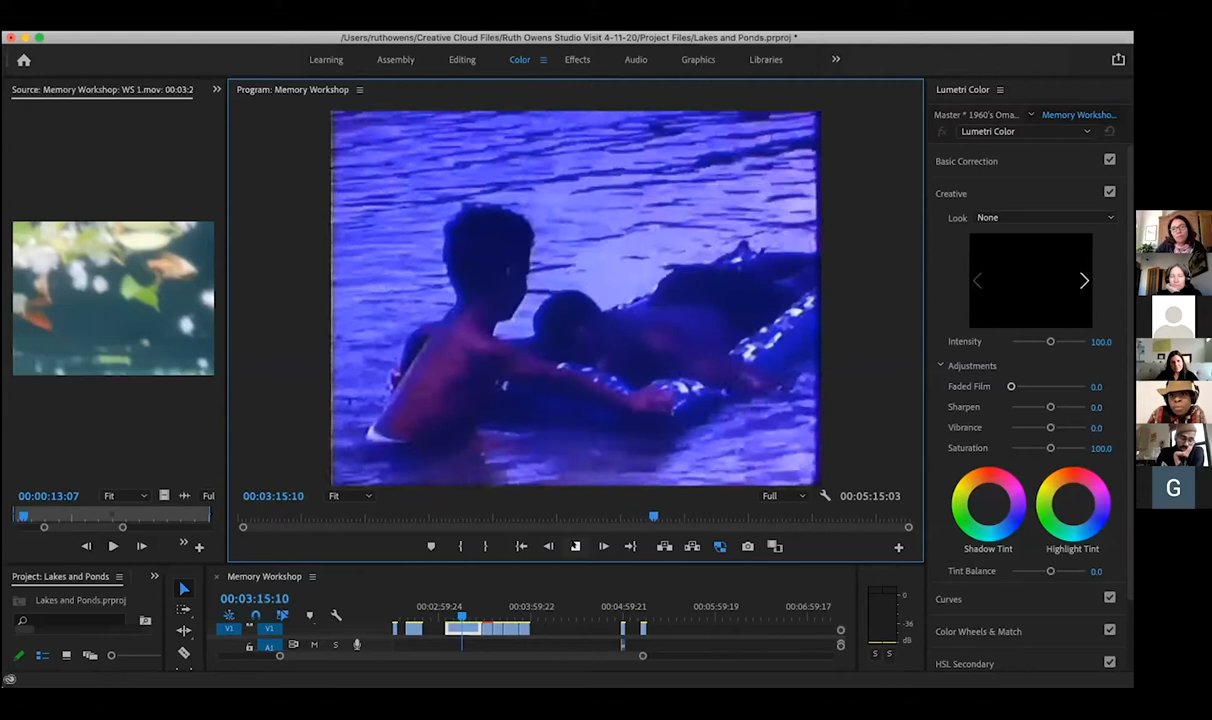 /Users/ruthowens/Creative Cloud Files/Ruth Owens Studio Visit 4-11-20/Project Files/Lakes and Ponds.prproj *
Learning Assembly Editing Color Effects Audio Graphics Libraries
Source: Memory Workshop: WS 1.mov: 00:03:2
Program: Memory Workshop
Lumetri Color
Master * 1960's Oma... Memory Worksho...
fx Lumetri Color
Basic Correction
Creative
Look None
Intensity 100.0
Adjustments
Faded Film 0.0
Sharpen 0.0
Vibrance 0.0
Saturation 100.0
Shadow Tint Highlight Tint
Tint Balance 0.0
Curves
Color Wheels & Match
HSL Secondary
00:00:13:07 Fit Ful
00:03:15:10 Fit Full 00:05:15:03
Project: Lakes and Ponds
Lakes and Ponds.prproj
× Memory Workshop
00:03:15:10
00:02:59:24 00:03:59:22 00:04:59:21 00:05:59:19 00:06:59:17
V1 V1
A1 M S
0
-36
dB
S S
G